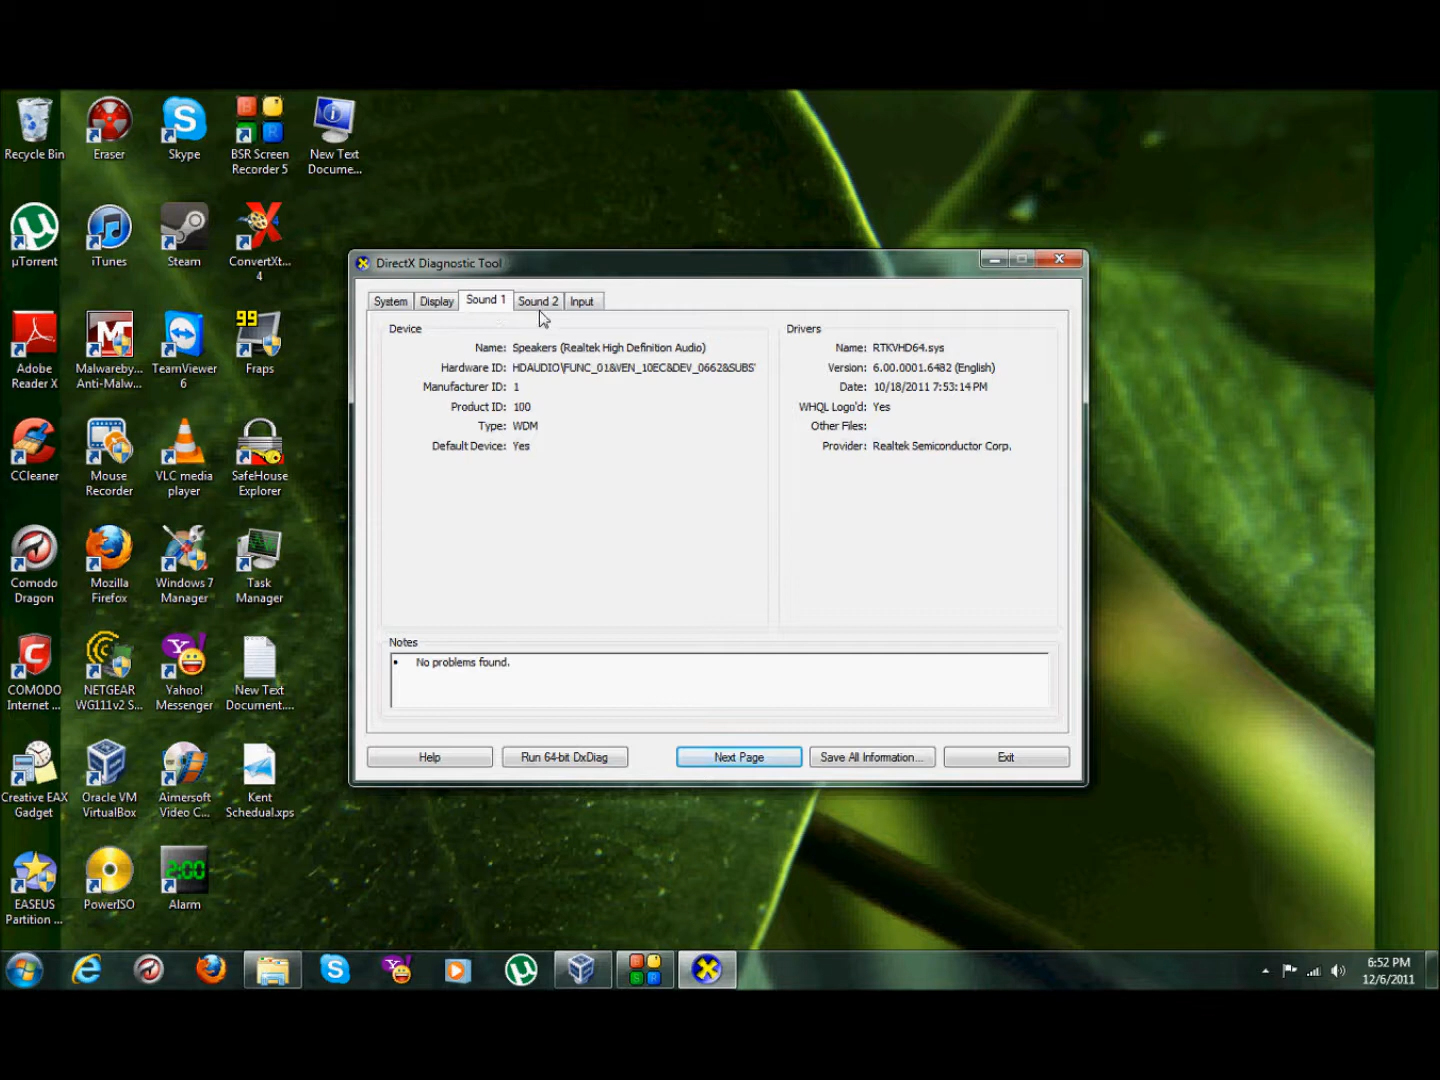 Recycle Bin
Eraser
Skype
BSR Screen
Recorder 5
New Text
Docume...
µTorrent
iTunes
Steam
ConvertXt...
4
Adobe
Reader X
Malwareby...
Anti-Malw...
TeamViewer
6
99
Fraps
CCleaner
Mouse
Recorder
VLC media
player
SafeHouse
Explorer
Comodo
Dragon
Mozilla
Firefox
Windows 7
Manager
Task
Manager
COMODO
Internet ...
NETGEAR
WG111v2 S...
Yahoo!
Messenger
New Text
Document....
Creative EAX
Gadget
Oracle VM
VirtualBox
Aimersoft
Video C...
Kent
Schedual.xps
EASEUS
Partition ...
PowerISO
2:00
Alarm
DirectX Diagnostic Tool
System
Display
Sound 1
Sound 2
Input
Device
Name: Speakers (Realtek High Definition Audio)
Hardware ID: HDAUDIO\FUNC_01&VEN_10EC&DEV_0662&SUBS
Manufacturer ID: 1
Product ID: 100
Type: WDM
Default Device: Yes
Drivers
Name: RTKVHD64.sys
Version: 6.00.0001.6482 (English)
Date: 10/18/2011 7:53:14 PM
WHQL Logo'd: Yes
Other Files:
Provider: Realtek Semiconductor Corp.
Notes
• No problems found.
Help
Run 64-bit DxDiag
Next Page
Save All Information...
Exit
6:52 PM
12/6/2011